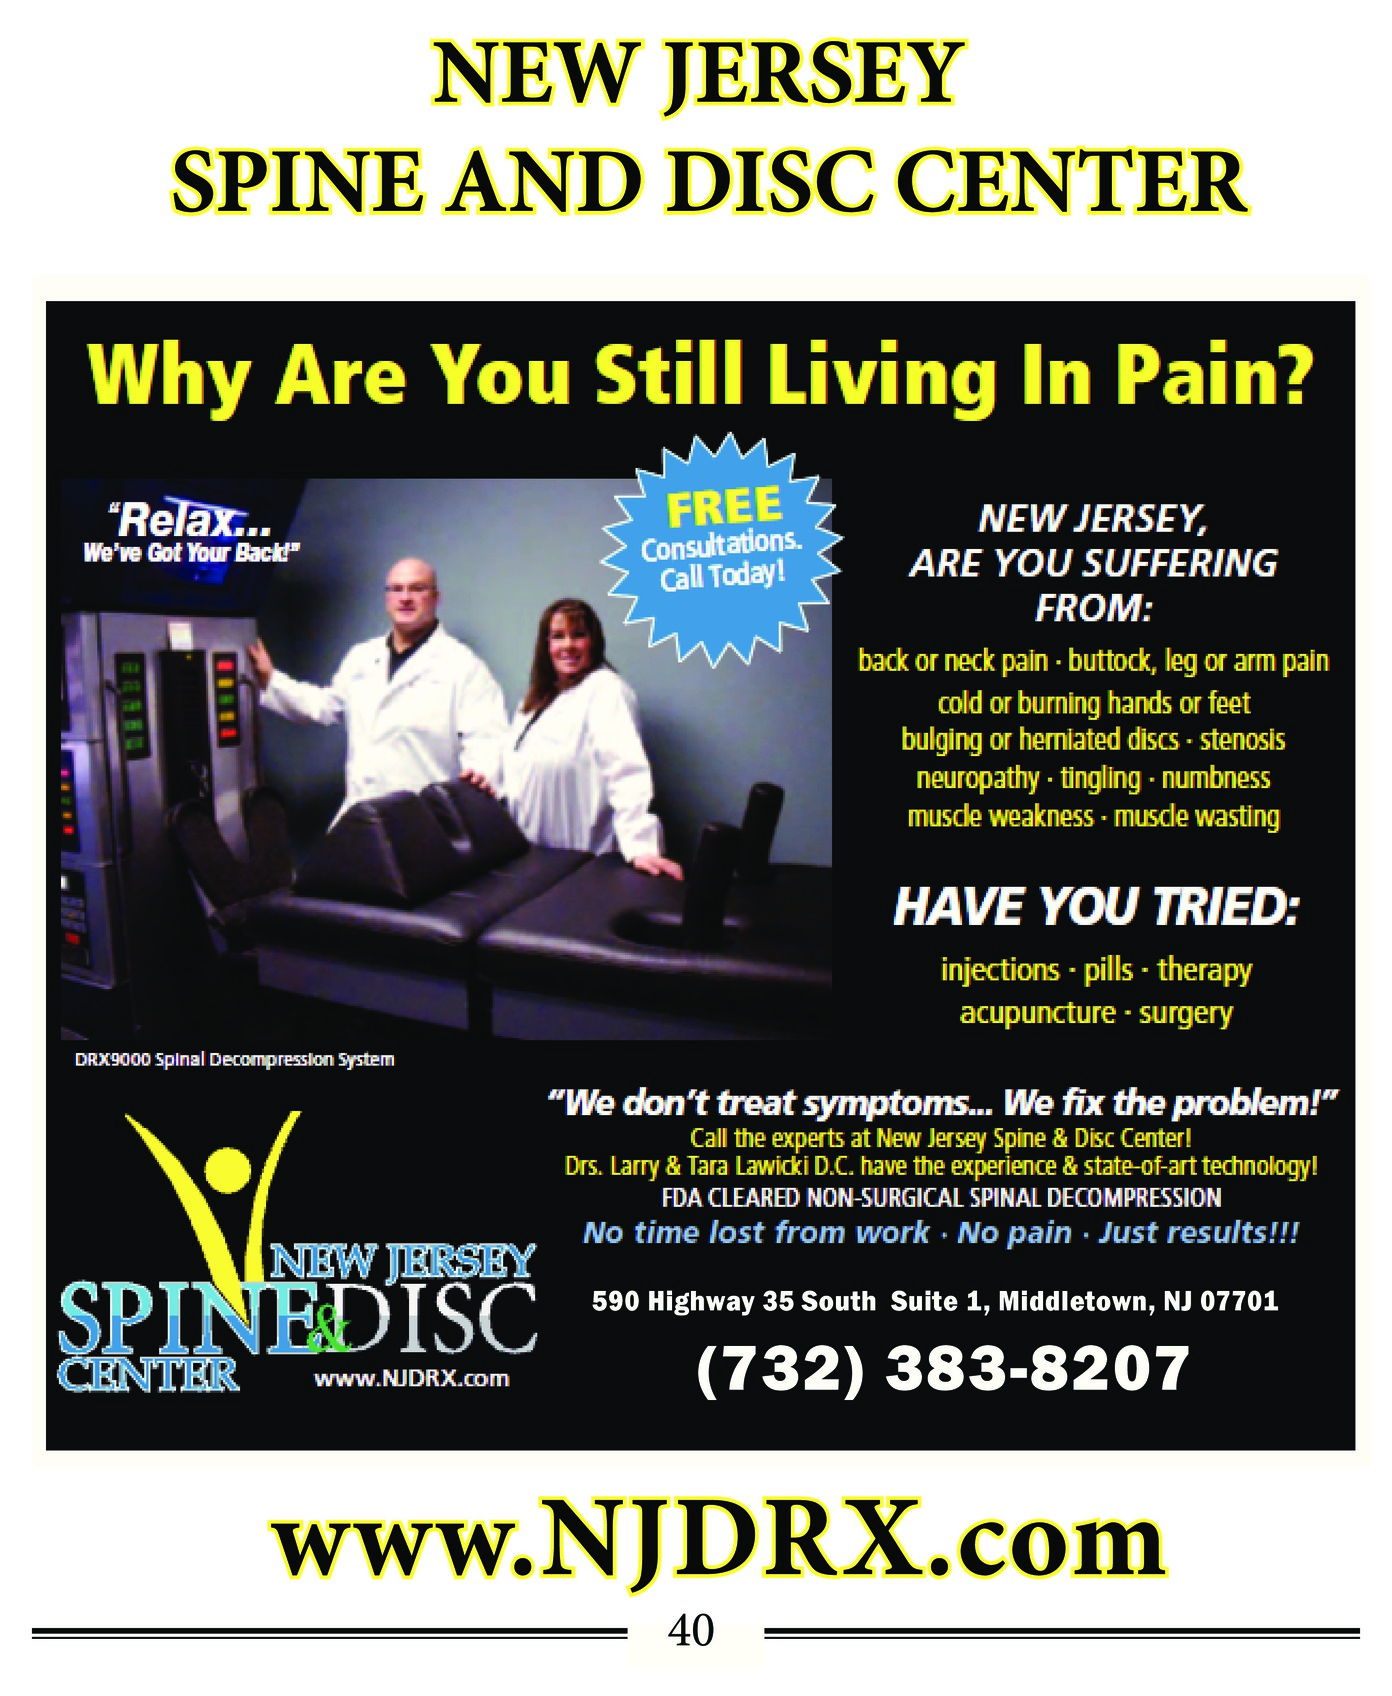 NEW JERSEY
SPINE AND DISC CENTER
Why Are You Still Living In Pain?
"Relax...
We've Got Your Back!"
FREE
Consultations.
Call Today!
NEW JERSEY,
ARE YOU SUFFERING
FROM:
back or neck pain · buttock, leg or arm pain
cold or burning hands or feet
bulging or herniated discs · stenosis
neuropathy · tingling · numbness
muscle weakness · muscle wasting
HAVE YOU TRIED:
injections · pills · therapy
acupuncture · surgery
DRX9000 Spinal Decompression System
"We don't treat symptoms... We fix the problem!"
Call the experts at New Jersey Spine & Disc Center!
Drs. Larry & Tara Lawicki D.C. have the experience & state-of-art technology!
FDA CLEARED NON-SURGICAL SPINAL DECOMPRESSION
No time lost from work · No pain · Just results!!!
NEW JERSEY
SPINE & DISC
CENTER
www.NJDRX.com
590 Highway 35 South Suite 1, Middletown, NJ 07701
(732) 383-8207
www.NJDRX.com
40